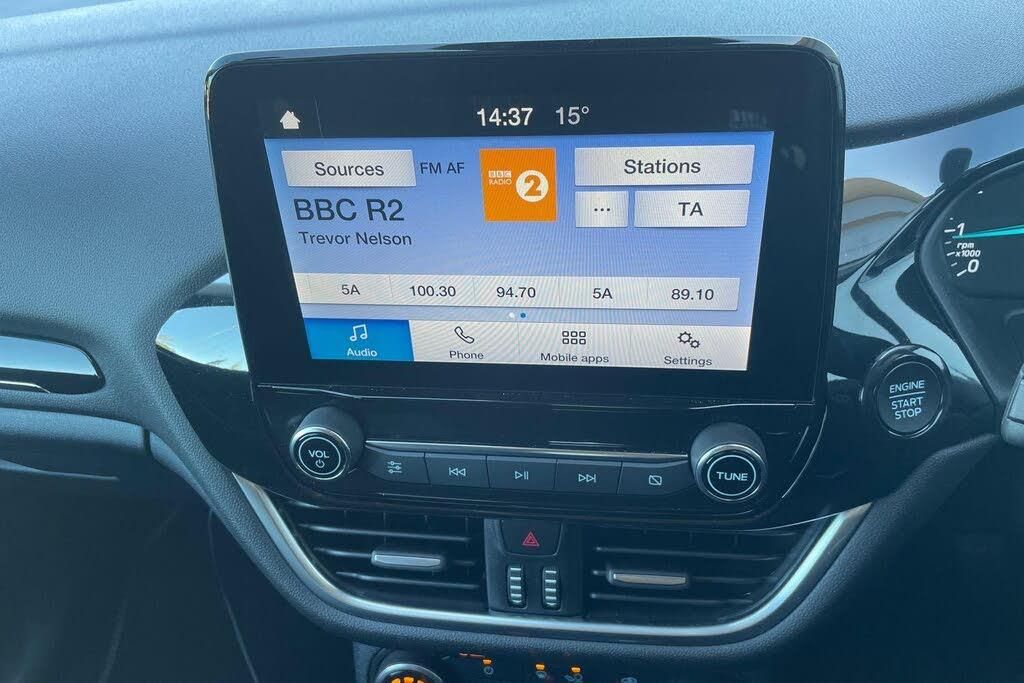 14:37 15°
Sources FM AF BBC RADIO 2 Stations
... TA
BBC R2
Trevor Nelson
5A 100.30 94.70 5A 89.10
Audio Phone Mobile apps Settings
1
rpm
x1000
0
ENGINE
START
STOP
VOL
TUNE